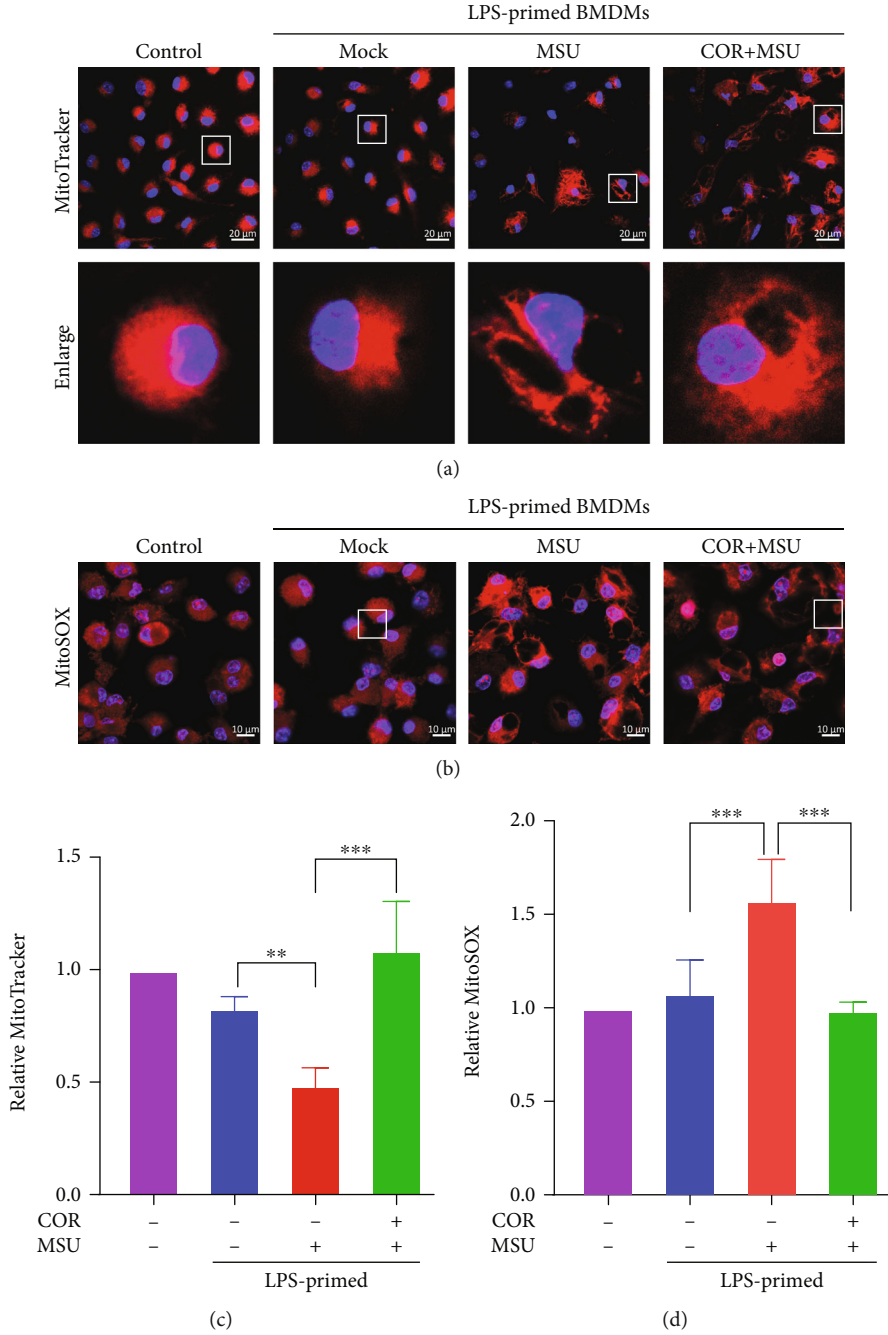 LPS-primed BMDMs
Control Mock MSU COR+MSU
MitoTracker
20 μm 20 μm 20 μm 20 μm
Enlarge
(a)
LPS-primed BMDMs
Control Mock MSU COR+MSU
MitoSOX
10 μm 10 μm 10 μm 10 μm
(b)
Relative MitoTracker
1.5
1.0
0.5
0.0
** ***
COR – – – +
MSU – – + +
LPS-primed
(c)
Relative MitoSOX
2.0
1.5
1.0
0.5
0.0
*** ***
COR – – – +
MSU – – + +
LPS-primed
(d)